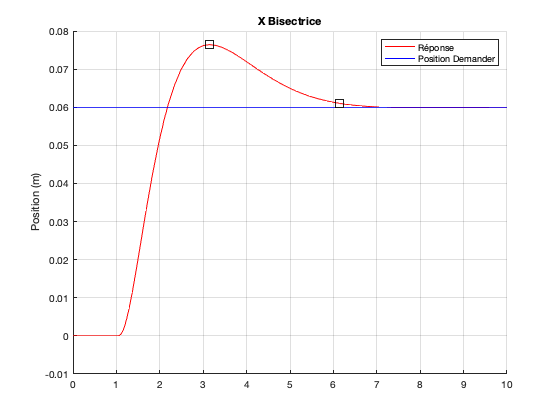 X Bisectrice
Réponse
Position Demander
Position (m)
0.08
0.07
0.06
0.05
0.04
0.03
0.02
0.01
0
-0.01
0 1 2 3 4 5 6 7 8 9 10